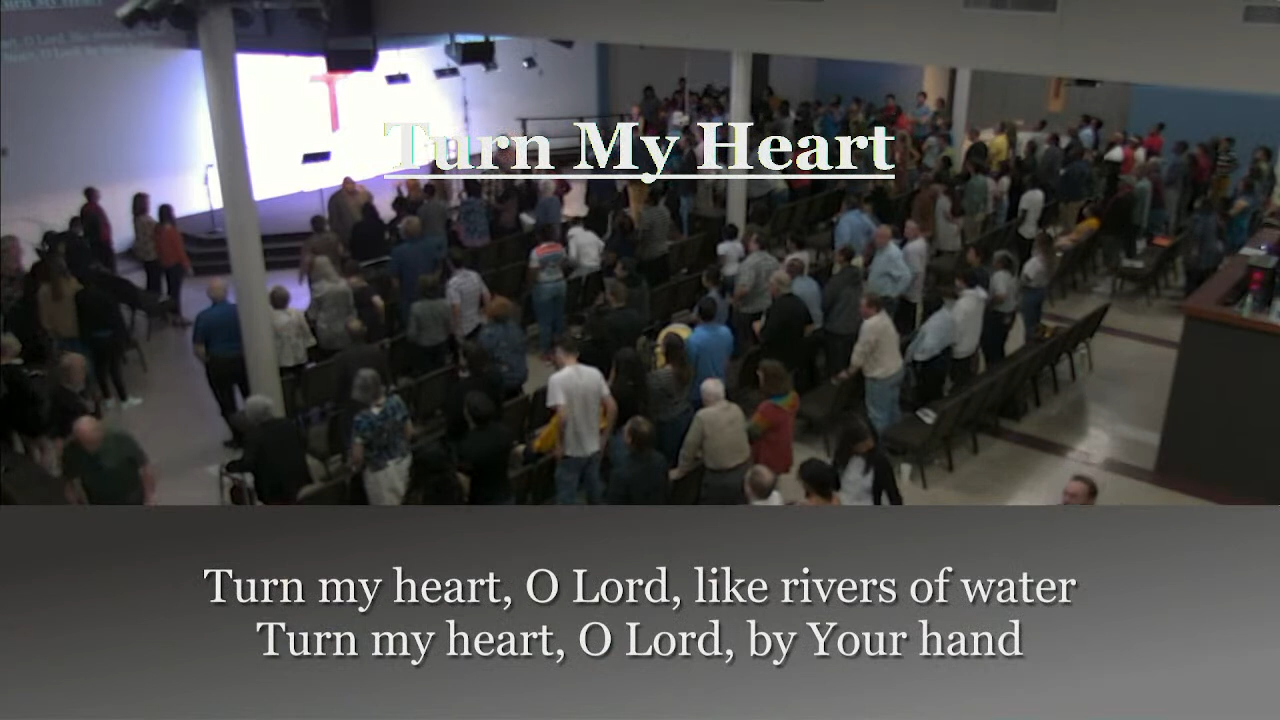 Turn My Heart
Turn my heart, O Lord, like rivers of water
Turn my heart, O Lord, by Your hand